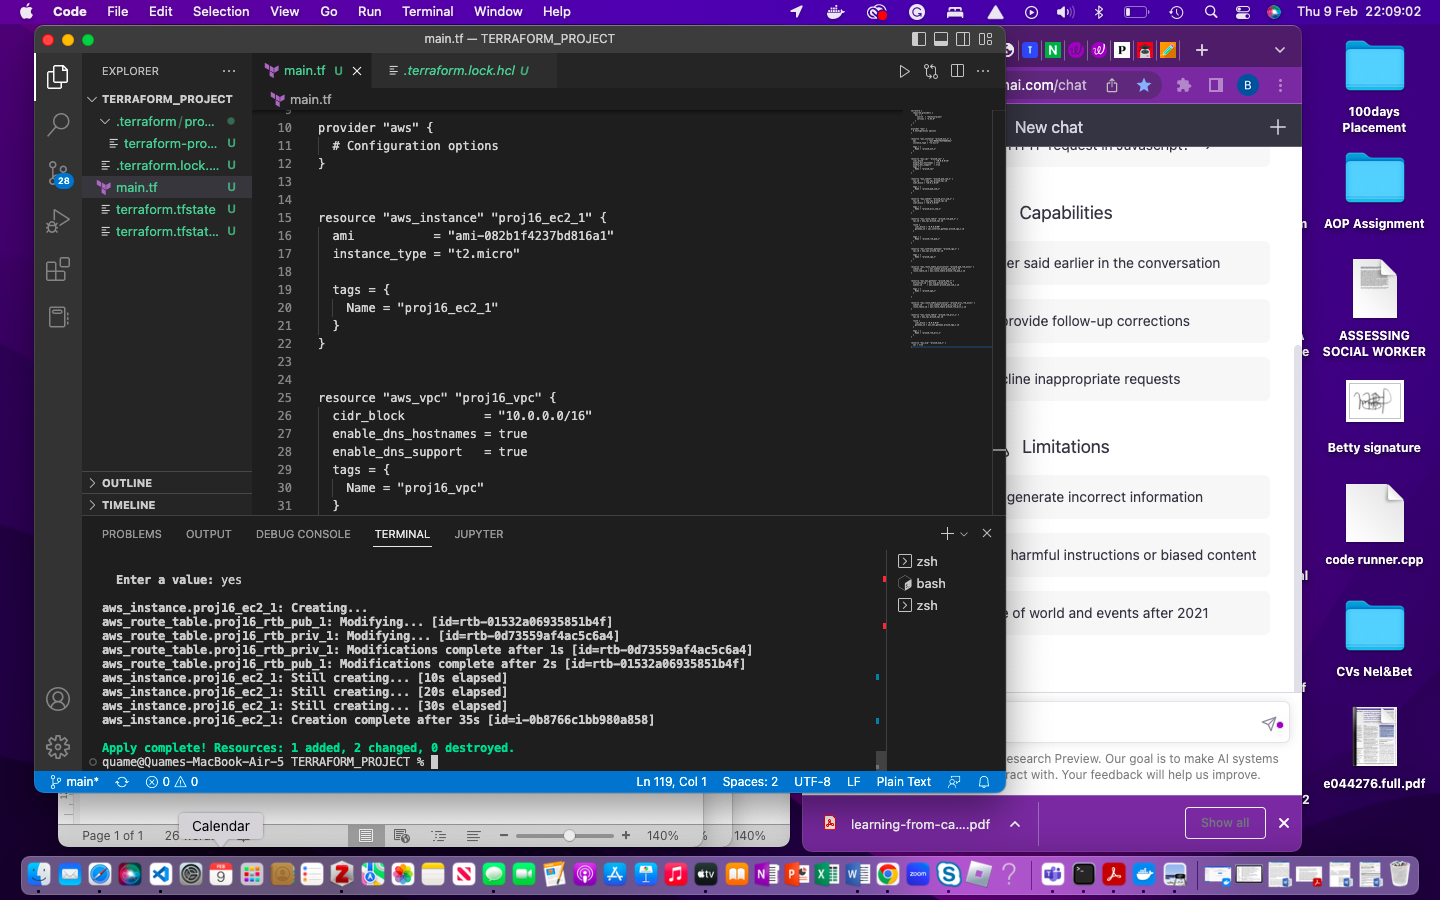 Code File Edit Selection View Go Run Terminal Window Help Thu 9 Feb 22:09:02
main.tf — TERRAFORM_PROJECT
EXPLORER
TERRAFORM_PROJECT
.terraform/pro...
terraform-pro... U
.terraform.lock.... U
main.tf U
terraform.tfstate U
terraform.tfstat... U
28
OUTLINE
TIMELINE
main.tf U
.terraform.lock.hcl U
main.tf
10 provider "aws" {
11 # Configuration options
12 }
13
14
15 resource "aws_instance" "proj16_ec2_1" {
16 ami = "ami-082b1f4237bd816a1"
17 instance_type = "t2.micro"
18
19 tags = {
20 Name = "proj16_ec2_1"
21 }
22 }
23
24
25 resource "aws_vpc" "proj16_vpc" {
26 cidr_block = "10.0.0.0/16"
27 enable_dns_hostnames = true
28 enable_dns_support = true
29 tags = {
30 Name = "proj16_vpc"
31 }
PROBLEMS OUTPUT DEBUG CONSOLE TERMINAL JUPYTER
Enter a value: yes
aws_instance.proj16_ec2_1: Creating...
aws_route_table.proj16_rtb_pub_1: Modifying... [id=rtb-01532a06935851b4f]
aws_route_table.proj16_rtb_priv_1: Modifying... [id=rtb-0d73559af4ac5c6a4]
aws_route_table.proj16_rtb_priv_1: Modifications complete after 1s [id=rtb-0d73559af4ac5c6a4]
aws_route_table.proj16_rtb_pub_1: Modifications complete after 2s [id=rtb-01532a06935851b4f]
aws_instance.proj16_ec2_1: Still creating... [10s elapsed]
aws_instance.proj16_ec2_1: Still creating... [20s elapsed]
aws_instance.proj16_ec2_1: Still creating... [30s elapsed]
aws_instance.proj16_ec2_1: Creation complete after 35s [id=i-0b8766c1bb980a858]
Apply complete! Resources: 1 added, 2 changed, 0 destroyed.
quame@Quames-MacBook-Air-5 TERRAFORM_PROJECT %
zsh
bash
zsh
main* 0 0 Ln 119, Col 1 Spaces: 2 UTF-8 LF Plain Text
Page 1 of 1 26 140% % 140%
Calendar
nai.com/chat
B
New chat
HTTP request in Javascript?
Capabilities
er said earlier in the conversation
provide follow-up corrections
cline inappropriate requests
Limitations
generate incorrect information
harmful instructions or biased content
e of world and events after 2021
esearch Preview. Our goal is to make AI systems
ract with. Your feedback will help us improve.
learning-from-ca....pdf
Show all
100days
Placement
AOP Assignment
ASSESSING
SOCIAL WORKER
Betty signature
code runner.cpp
CVs Nel&Bet
e044276.full.pdf
FEB
9
tv
zoom